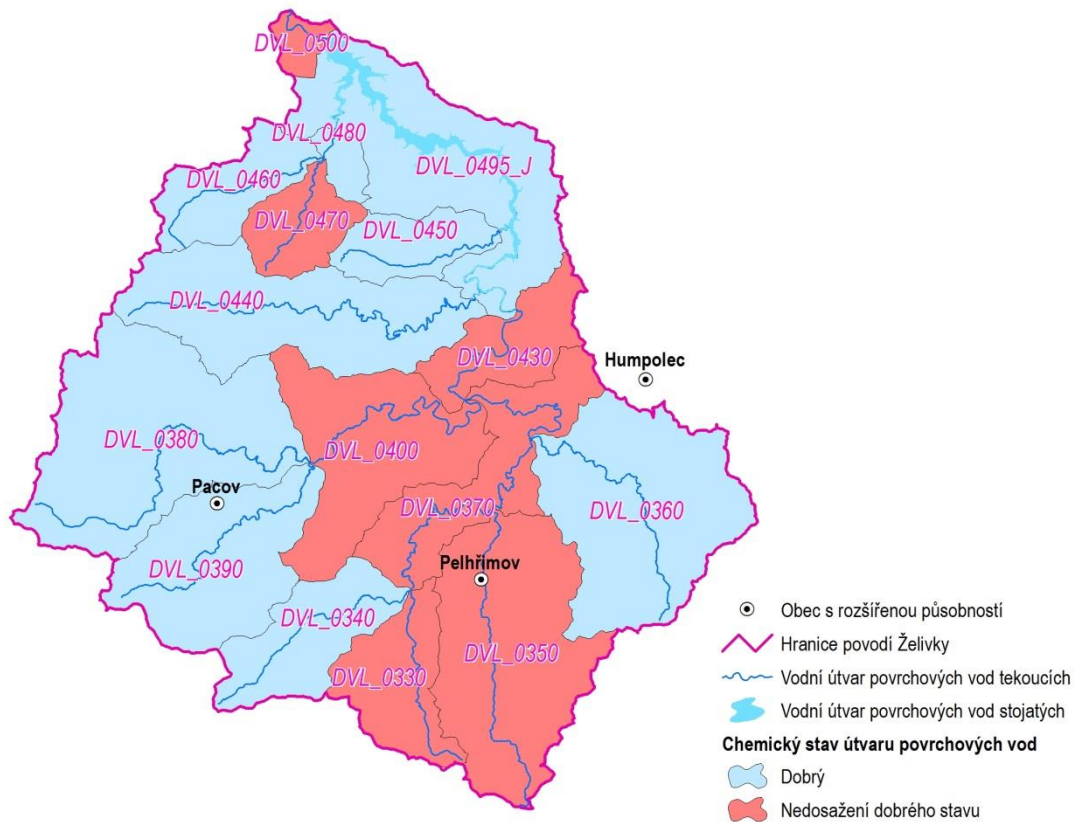 DVL_0500
DVL_0480
DVL_0495_J
DVL_0460
DVL_0470
DVL_0450
DVL_0440
DVL_0430
Humpolec
DVL_0380
DVL_0400
Pacov
DVL_0370
DVL_0360
Pelhřimov
DVL_0390
DVL_0340
DVL_0350
DVL_0330
Obec s rozšířenou působností
Hranice povodí Želivky
Vodní útvar povrchových vod tekoucích
Vodní útvar povrchových vod stojatých
Chemický stav útvaru povrchových vod
Dobrý
Nedosažení dobrého stavu